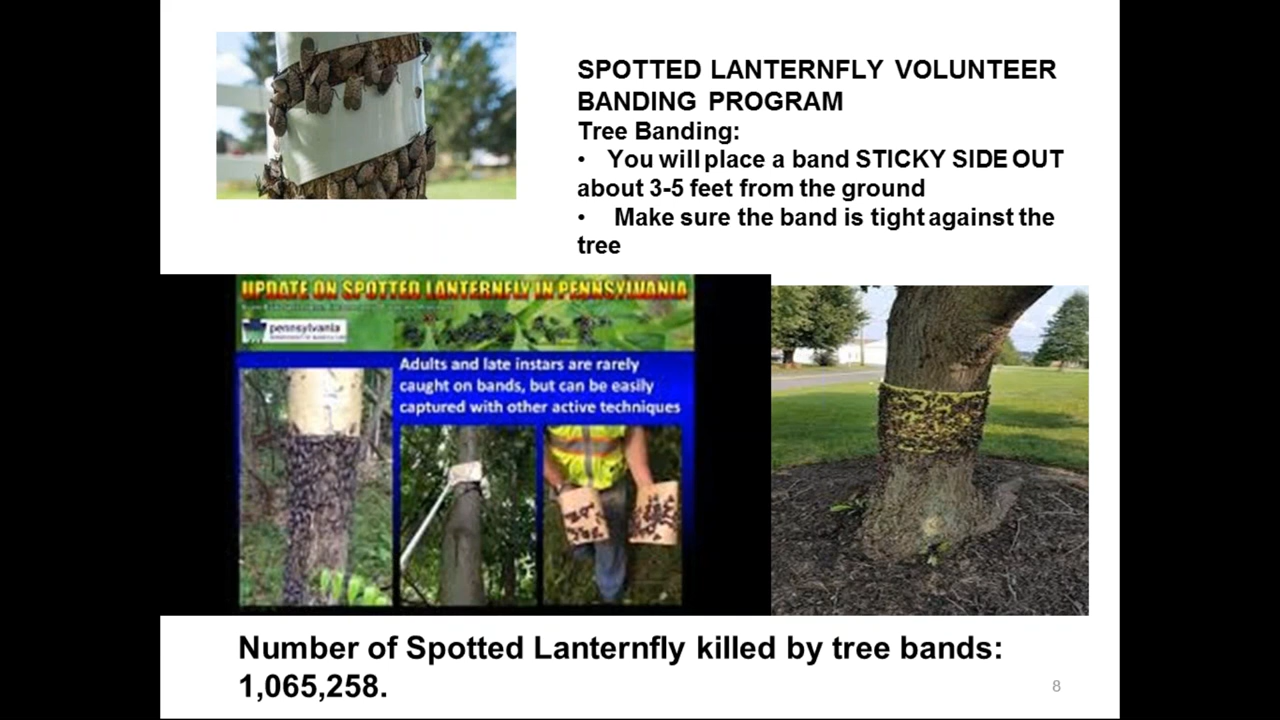 SPOTTED LANTERNFLY VOLUNTEER
BANDING PROGRAM
Tree Banding:
• You will place a band STICKY SIDE OUT
about 3-5 feet from the ground
• Make sure the band is tight against the
tree
UPDATE ON SPOTTED LANTERNFLY IN PENNSYLVANIA
pennsylvania
Adults and late instars are rarely
caught on bands, but can be easily
captured with other active techniques
Number of Spotted Lanternfly killed by tree bands:
1,065,258.
8